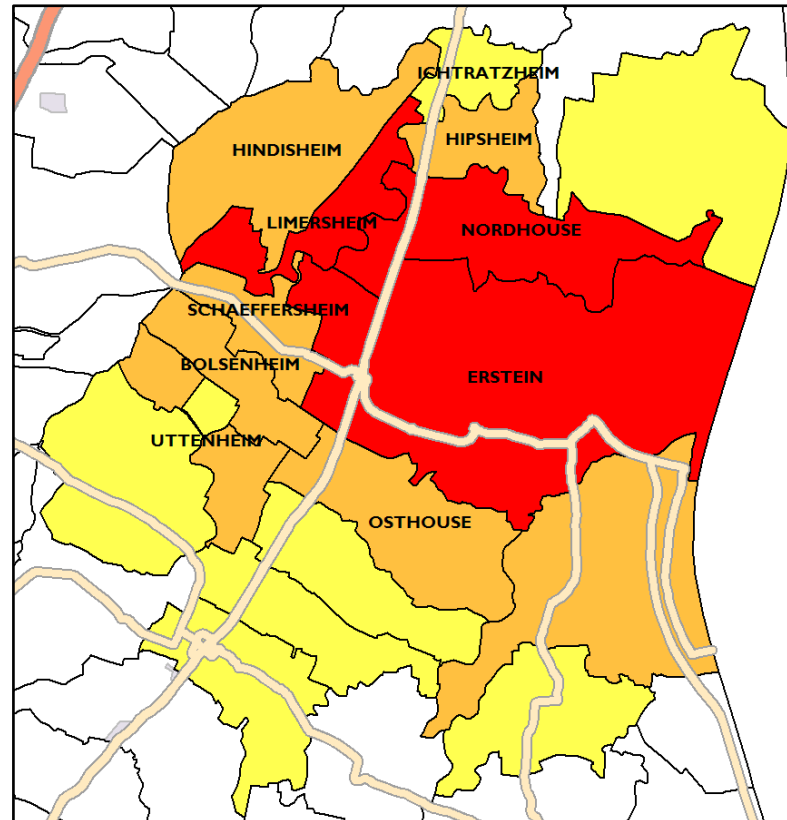 ICHTRATZHEIM
HIPSHEIM
HINDISHEIM
LIMERSHEIM
NORDHOUSE
SCHAEFFERSHEIM
BOLSENHEIM
ERSTEIN
UTTENHEIM
OSTHOUSE